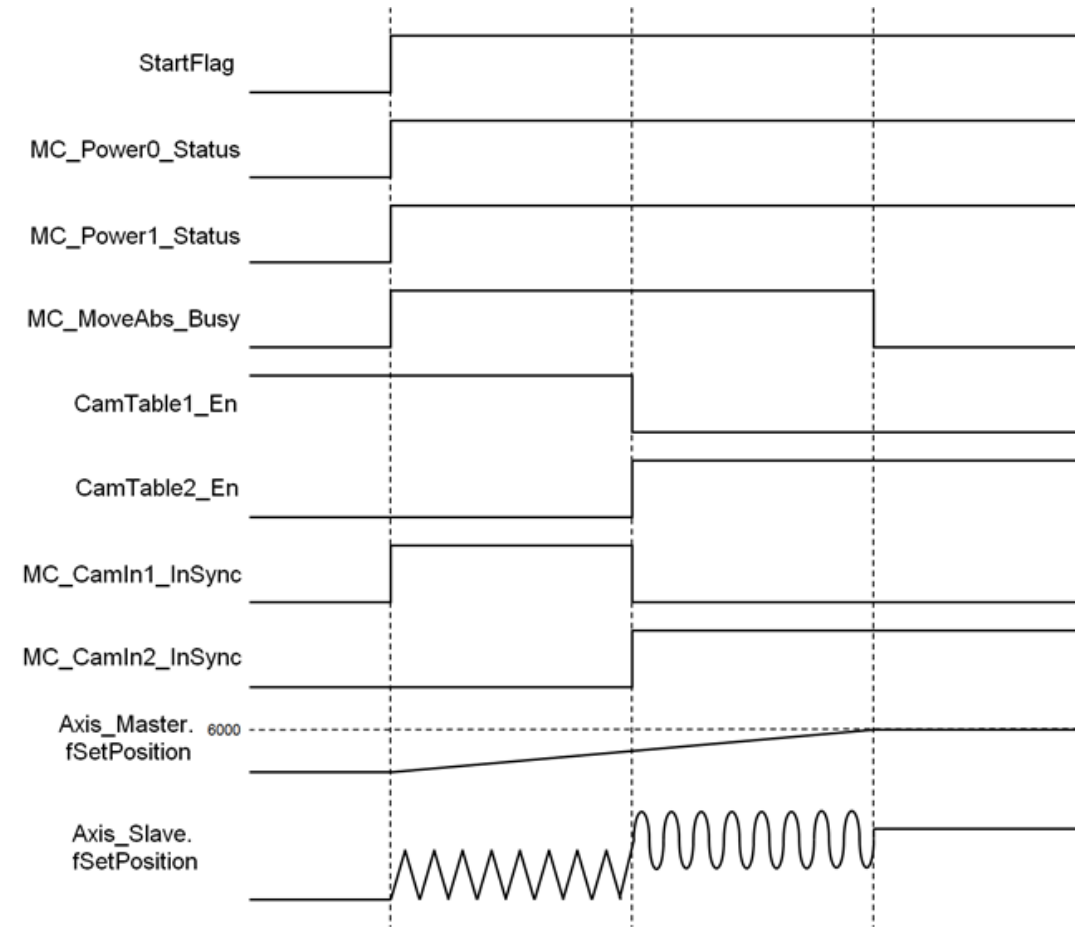 StartFlag
MC_Power0_Status
MC_Power1_Status
MC_MoveAbs_Busy
CamTable1_En
CamTable2_En
MC_CamIn1_InSync
MC_CamIn2_InSync
Axis_Master. 6000
fSetPosition
Axis_Slave.
fSetPosition